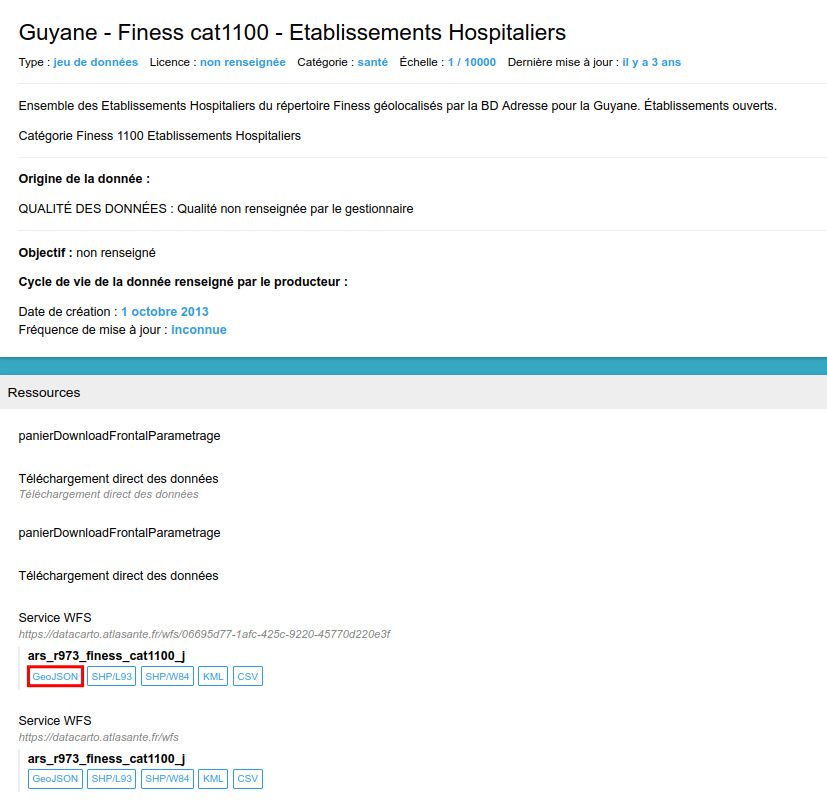 Guyane - Finess cat1100 - Etablissements Hospitaliers
Type : jeu de données Licence : non renseignée Catégorie : santé Échelle : 1 / 10000 Dernière mise à jour : il y a 3 ans
Ensemble des Etablissements Hospitaliers du répertoire Finess géolocalisés par la BD Adresse pour la Guyane. Établissements ouverts.
Catégorie Finess 1100 Etablissements Hospitaliers
Origine de la donnée :
QUALITÉ DES DONNÉES : Qualité non renseignée par le gestionnaire
Objectif : non renseigné
Cycle de vie de la donnée renseigné par le producteur :
Date de création : 1 octobre 2013
Fréquence de mise à jour : inconnue
Ressources
panierDownloadFrontalParametrage
Téléchargement direct des données
Téléchargement direct des données
panierDownloadFrontalParametrage
Téléchargement direct des données
Service WFS
https://datacarto.atlasante.fr/wfs/06695d77-1afc-425c-9220-45770d220e3f
ars_r973_finess_cat1100_j
GeoJSON SHP/L93 SHP/W84 KML CSV
Service WFS
https://datacarto.atlasante.fr/wfs
ars_r973_finess_cat1100_j
GeoJSON SHP/L93 SHP/W84 KML CSV